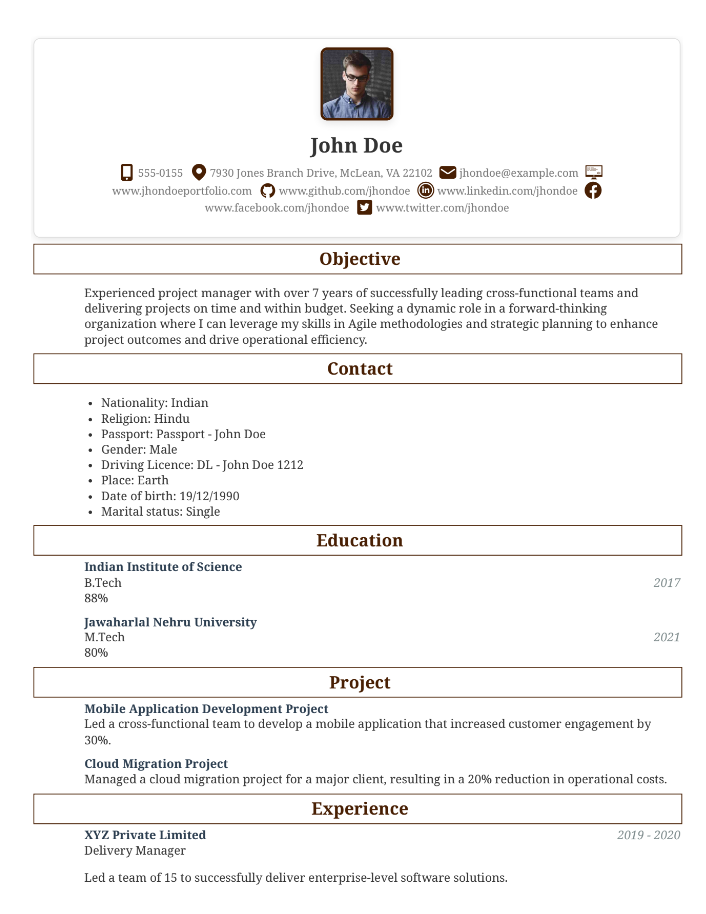 John Doe
555-0155 7930 Jones Branch Drive, McLean, VA 22102 jhondoe@example.com
www.jhondoeportfolio.com www.github.com/jhondoe www.linkedin.com/jhondoe
www.facebook.com/jhondoe www.twitter.com/jhondoe
Objective
Experienced project manager with over 7 years of successfully leading cross-functional teams and
delivering projects on time and within budget. Seeking a dynamic role in a forward-thinking
organization where I can leverage my skills in Agile methodologies and strategic planning to enhance
project outcomes and drive operational efficiency.
Contact
• Nationality: Indian
• Religion: Hindu
• Passport: Passport - John Doe
• Gender: Male
• Driving Licence: DL - John Doe 1212
• Place: Earth
• Date of birth: 19/12/1990
• Marital status: Single
Education
Indian Institute of Science
B.Tech 2017
88%
Jawaharlal Nehru University
M.Tech 2021
80%
Project
Mobile Application Development Project
Led a cross-functional team to develop a mobile application that increased customer engagement by
30%.
Cloud Migration Project
Managed a cloud migration project for a major client, resulting in a 20% reduction in operational costs.
Experience
XYZ Private Limited 2019 - 2020
Delivery Manager
Led a team of 15 to successfully deliver enterprise-level software solutions.